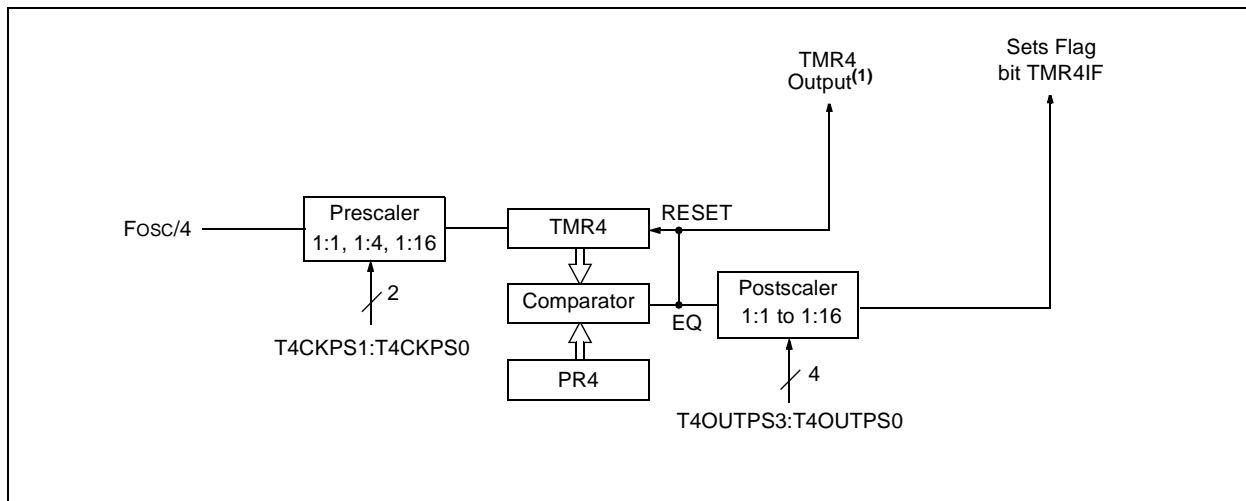 TMR4
Output(1)
Sets Flag
bit TMR4IF
FOSC/4
Prescaler
1:1, 1:4, 1:16
2
T4CKPS1:T4CKPS0
TMR4
RESET
Comparator
EQ
PR4
Postscaler
1:1 to 1:16
4
T4OUTPS3:T4OUTPS0